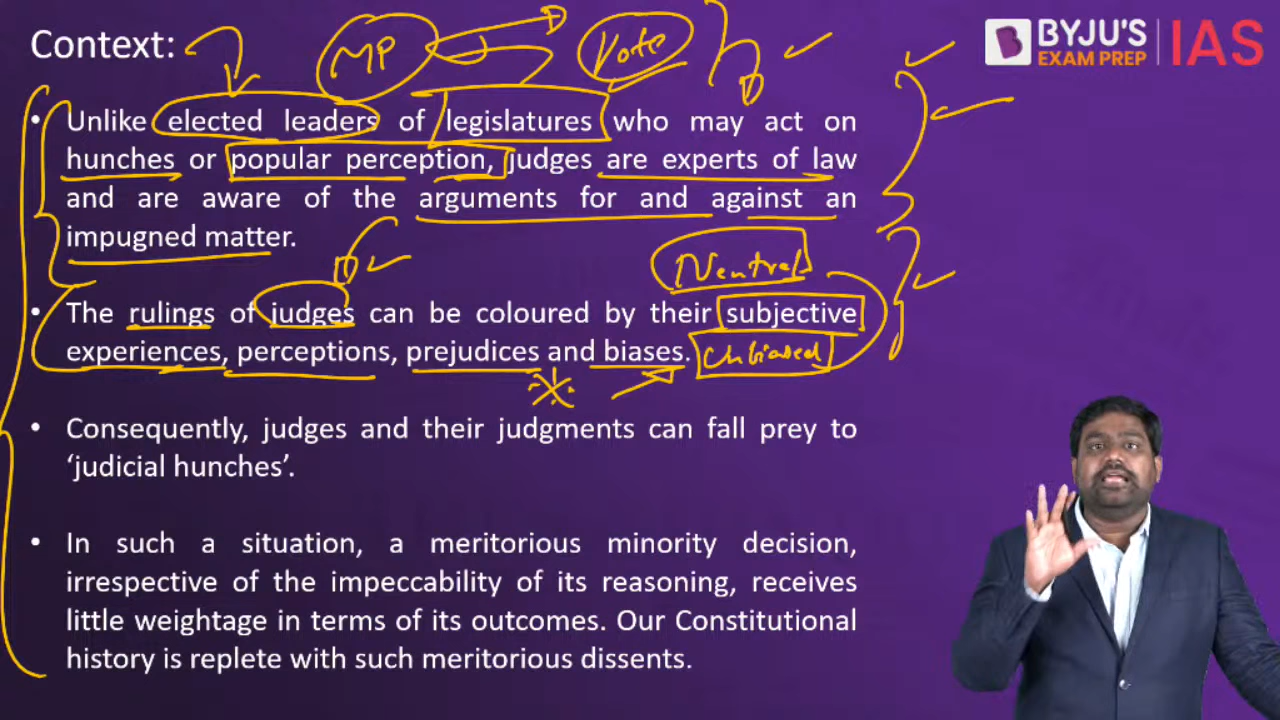 Context:
MP
Vote
BYJU'S
EXAM PREP
IAS
• Unlike elected leaders of legislatures who may act on
hunches or popular perception, judges are experts of law
and are aware of the arguments for and against an
impugned matter.
Neutral
• The rulings of judges can be coloured by their subjective
experiences, perceptions, prejudices and biases.
Unbiased
• Consequently, judges and their judgments can fall prey to
‘judicial hunches’.
• In such a situation, a meritorious minority decision,
irrespective of the impeccability of its reasoning, receives
little weightage in terms of its outcomes. Our Constitutional
history is replete with such meritorious dissents.